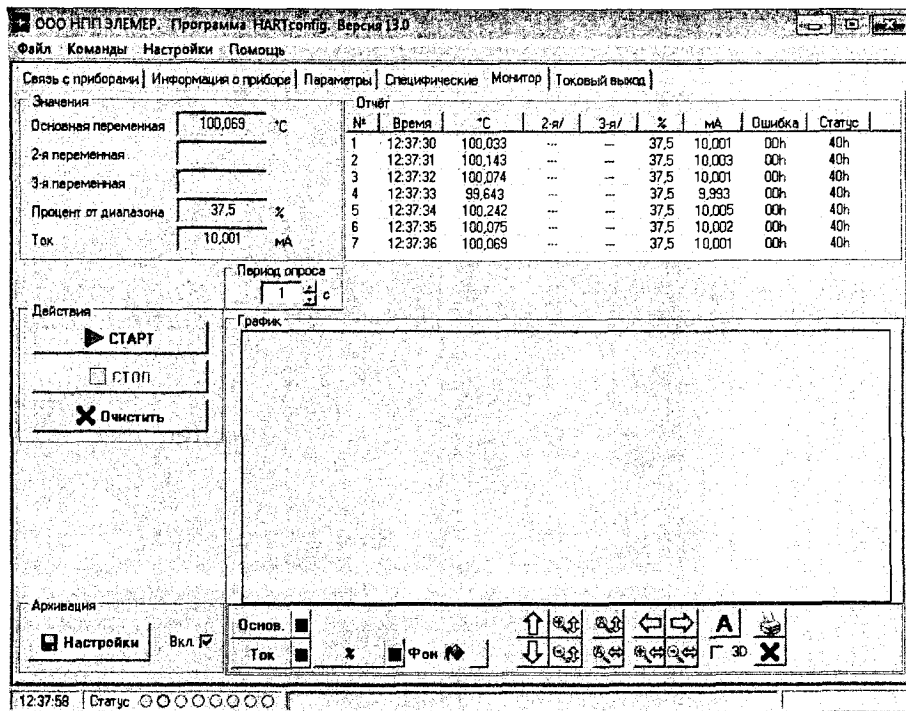 ООО НПП ЭЛЕМЕР. Программа HARTconfig. Версия 13.0
Файл Команды Настройки Помощь
Связь с приборами Информация о приборе Параметры Специфические Монитор Токовый выход
Значения
Основная переменная 100,069 °C
2-я переменная
3-я переменная
Процент от диапазона 37,5 %
Ток 10,001 мА
Отчёт
№ Время °C 2-я/ 3-я/ % мА Ошибка Статус
1 12:37:30 100,033 --- --- 37,5 10,001 00h 40h
2 12:37:31 100,143 --- --- 37,5 10,003 00h 40h
3 12:37:32 100,074 --- --- 37,5 10,001 00h 40h
4 12:37:33 99,643 --- --- 37,5 9,993 00h 40h
5 12:37:34 100,242 --- --- 37,5 10,005 00h 40h
6 12:37:35 100,075 --- --- 37,5 10,002 00h 40h
7 12:37:36 100,069 --- --- 37,5 10,001 00h 40h
Период опроса
1 с
Действия
СТАРТ
СТОП
Очистить
График
Архивация
Настройки Вкл.
Основ.
Ток % Фон
A
3D
12:37:58 Статус